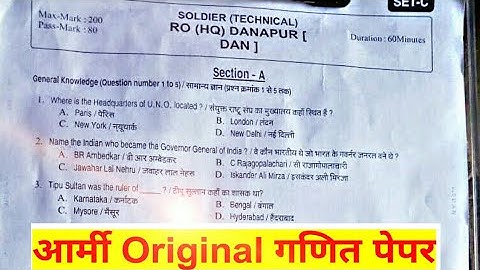 SET-C
Max-Mark : 200
Pass-Mark : 80
SOLDIER (TECHNICAL)
RO (HQ) DANAPUR [
DAN ]
Duration : 60Minutes
Section - A
General Knowledge (Question number 1 to 5) / सामान्य ज्ञान (प्रश्न क्रमांक 1 से 5 तक)
1. Where is the Headquarters of U.N.O. located ? / संयुक्त राष्ट्र संघ का मुख्यालय कहाँ स्थित है ?
A. Paris / पेरिस B. London / लंदन
C. New York / न्यूयार्क D. New Delhi / नई दिल्ली
2. Name the Indian who became the Governor General of India ? / वे कौन भारतीय थे जो भारत के गवर्नर जनरल बने थे ?
A. BR Ambedkar / बी आर अम्बेडकर B. C Rajagopalachari / सी राजागोपालाचारी
C. Jawahar Lal Nehru / जवाहर लाल नेहरू D. Iskander Ali Mirza / इसकंदर अली मिरजा
3. Tipu Sultan was the ruler of _____ ? / टीपू सुल्तान कहाँ का शासक था?
A. Karnataka / कर्नाटक B. Bengal / बंगाल
C. Mysore / मैसूर D. Hyderabad / हैदराबाद
आर्मी Original गणित पेपर